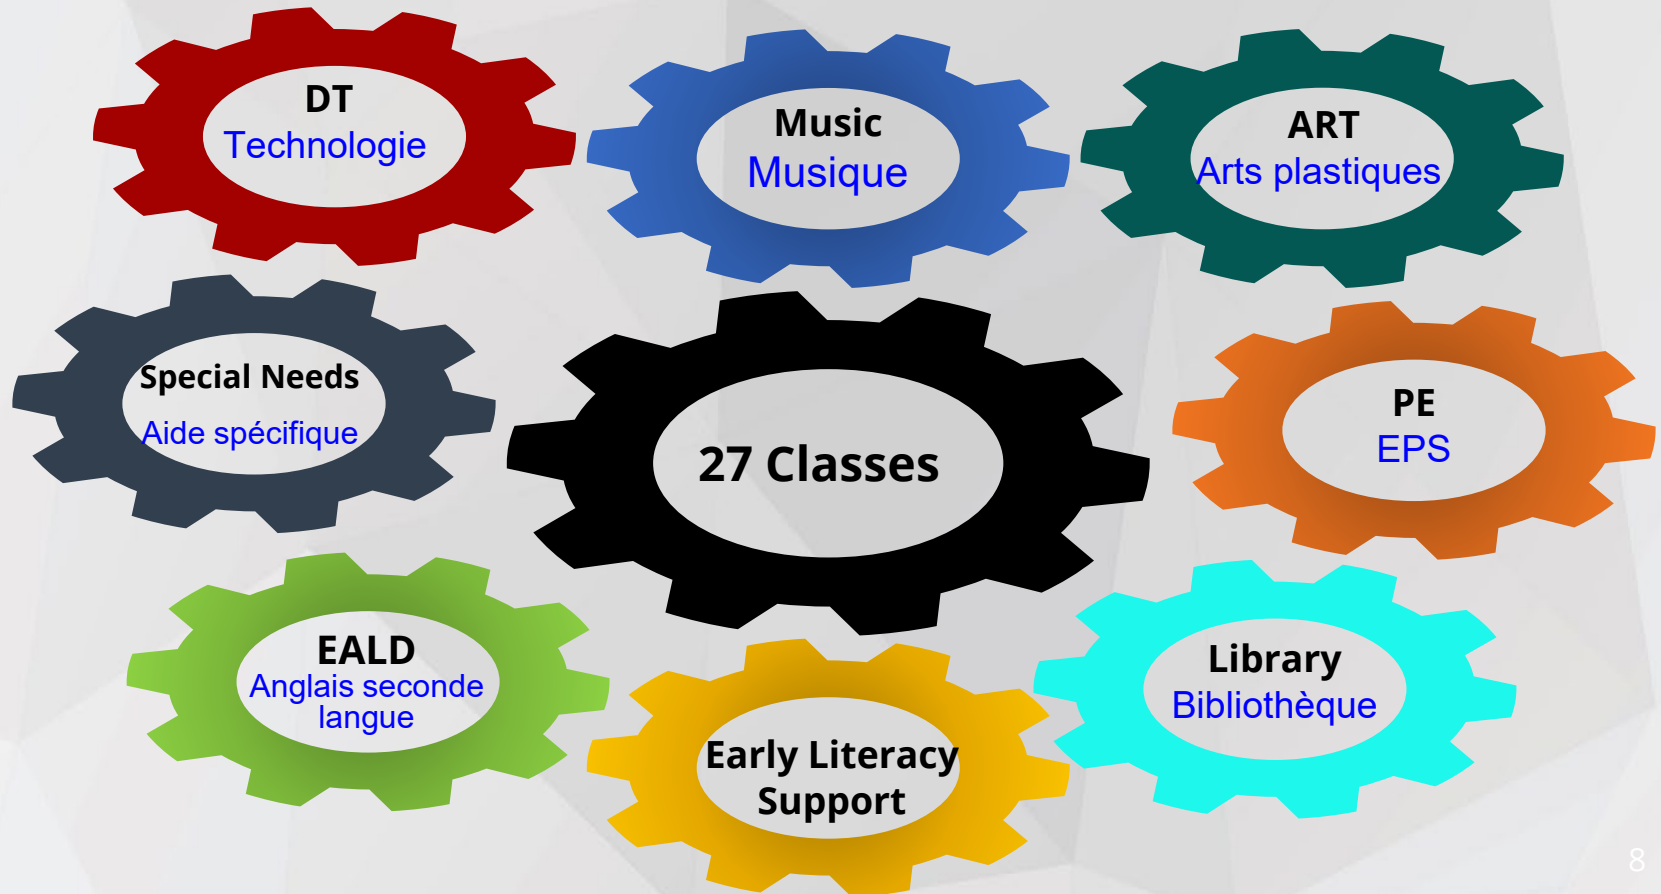 DT
Technologie
Music
Musique
ART
Arts plastiques
Special Needs
Aide spécifique
27 Classes
PE
EPS
EALD
Anglais seconde
langue
Early Literacy
Support
Library
Bibliothèque
8